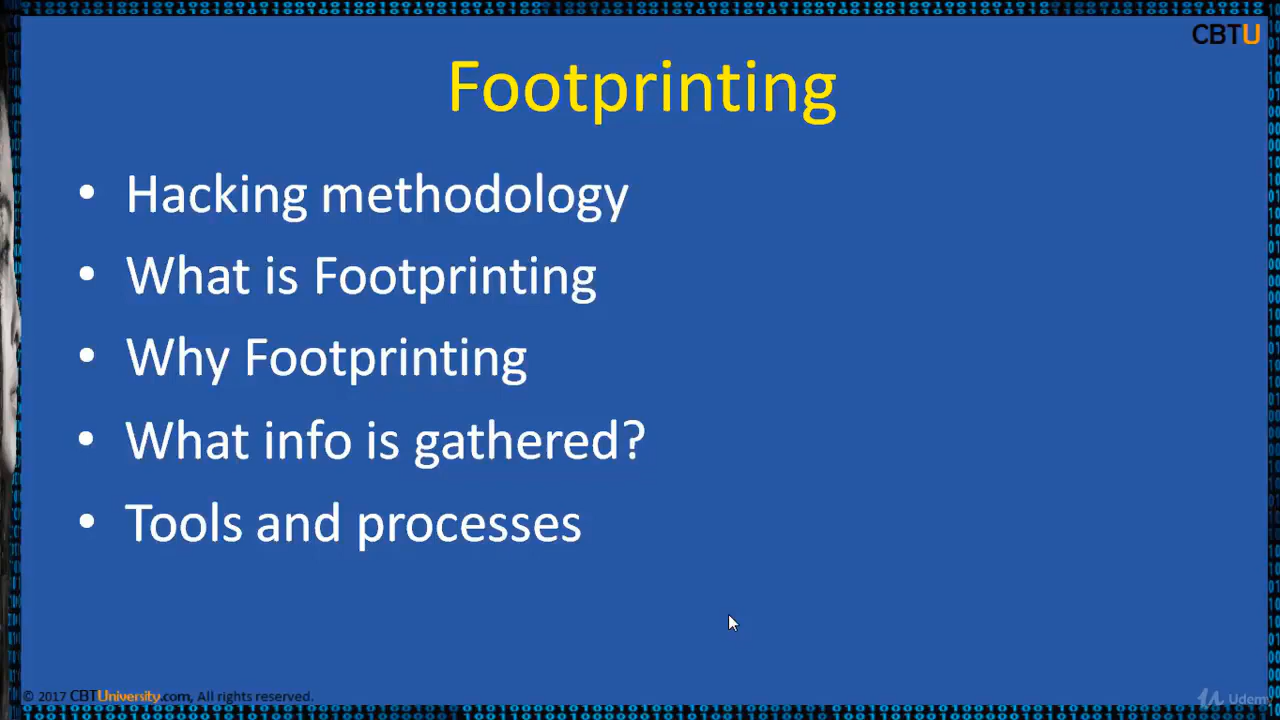 CBTU
Footprinting
• Hacking methodology
• What is Footprinting
• Why Footprinting
• What info is gathered?
• Tools and processes
© 2017 CBTUniversity.com, All rights reserved.
Udemy